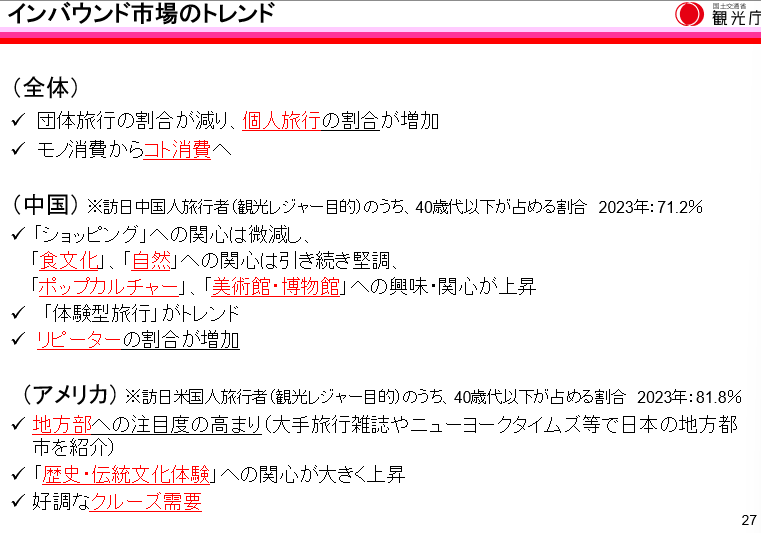 インバウンド市場のトレンド
国土交通省
観光庁
（全体）
✓ 団体旅行の割合が減り、個人旅行の割合が増加
✓ モノ消費からコト消費へ
（中国）※訪日中国人旅行者（観光レジャー目的）のうち、40歳代以下が占める割合　2023年：71.2％
✓ 「ショッピング」への関心は微減し、
「食文化」、「自然」への関心は引き続き堅調、
「ポップカルチャー」、「美術館・博物館」への興味・関心が上昇
✓ 「体験型旅行」がトレンド
✓ リピーターの割合が増加
（アメリカ）※訪日米国人旅行者（観光レジャー目的）のうち、40歳代以下が占める割合　2023年：81.8％
✓ 地方部への注目度の高まり（大手旅行雑誌やニューヨークタイムズ等で日本の地方都
市を紹介）
✓ 「歴史・伝統文化体験」への関心が大きく上昇
✓ 好調なクルーズ需要
27